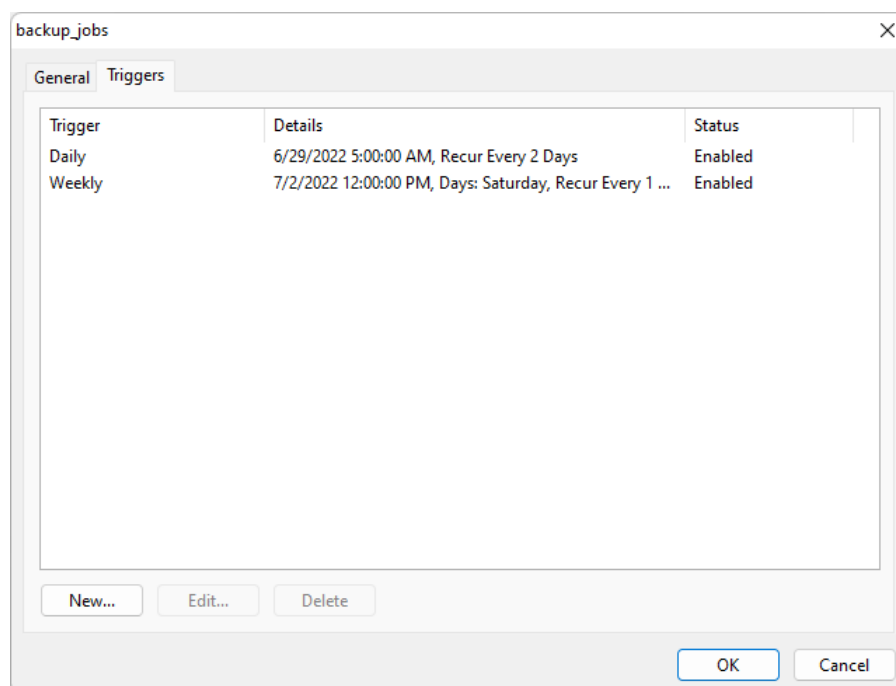 backup_jobs
General Triggers
Trigger Details Status
Daily 6/29/2022 5:00:00 AM, Recur Every 2 Days Enabled
Weekly 7/2/2022 12:00:00 PM, Days: Saturday, Recur Every 1 ... Enabled
New... Edit... Delete
OK Cancel